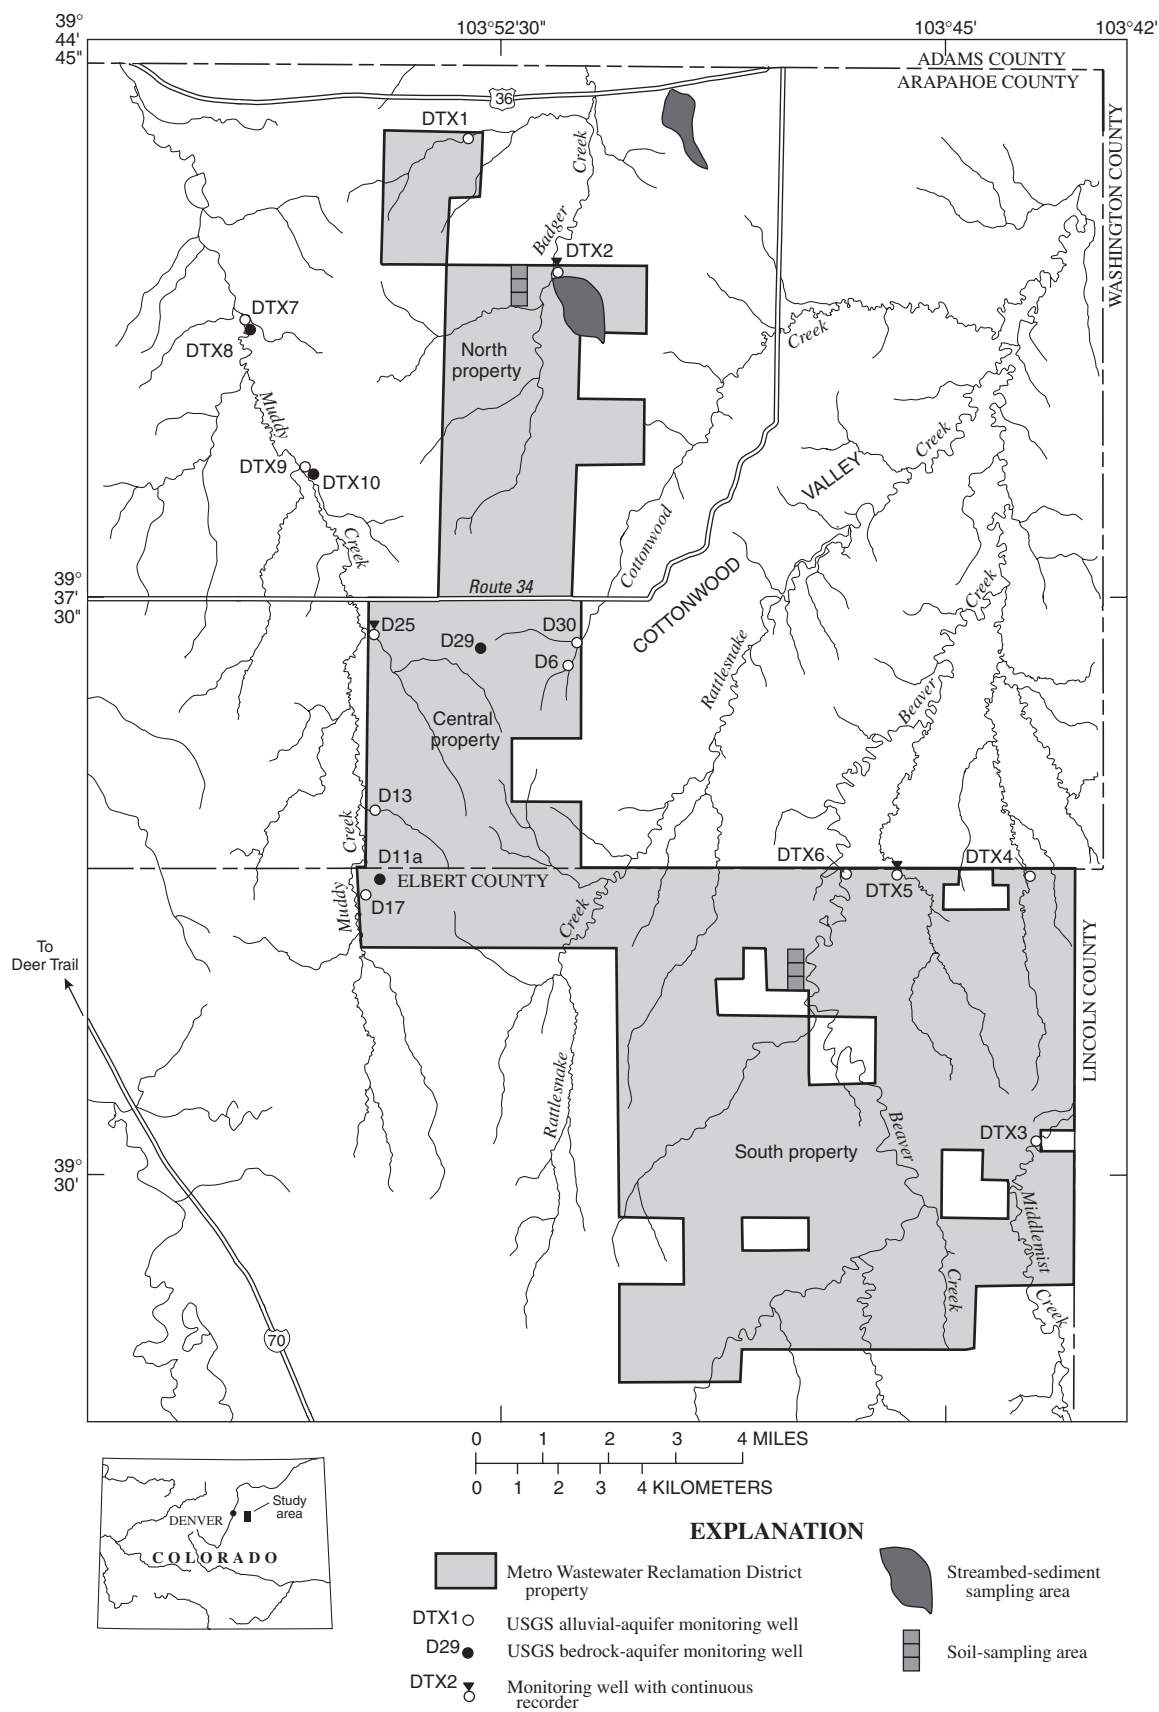 39°
44'
45"
103°52'30"
103°45'
103°42'
ADAMS COUNTY
ARAPAHOE COUNTY
WASHINGTON COUNTY
36
DTX1
Creek
Badger
DTX2
DTX7
DTX8
North
property
Creek
Muddy
Creek
DTX9
DTX10
VALLEY
Creek
Cottonwood
COTTONWOOD
Creek
39°
37'
30"
Route 34
D25
D29
D30
D6
Rattlesnake
Beaver
Central
property
D13
Creek
D11a
ELBERT COUNTY
DTX6
DTX5
DTX4
Muddy
D17
Creek
To
Deer Trail
LINCOLN COUNTY
Rattlesnake
Beaver
DTX3
South property
39°
30'
Middlemist
Creek
Creek
70
0 1 2 3 4 MILES
0 1 2 3 4 KILOMETERS
DENVER
Study
area
COLORADO
EXPLANATION
Metro Wastewater Reclamation District
property
DTX1
USGS alluvial-aquifer monitoring well
D29
USGS bedrock-aquifer monitoring well
DTX2
Monitoring well with continuous
recorder
Streambed-sediment
sampling area
Soil-sampling area